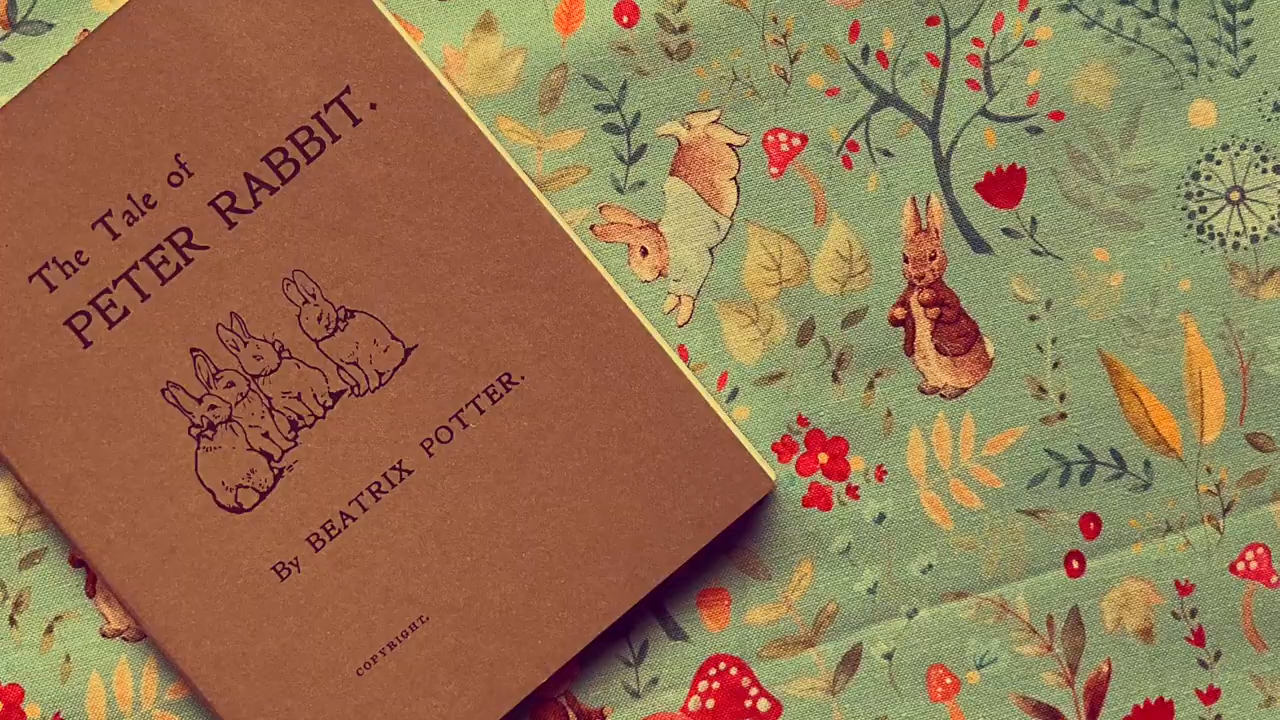 The Tale of
PETER RABBIT.
By BEATRIX POTTER.
COPYRIGHT.